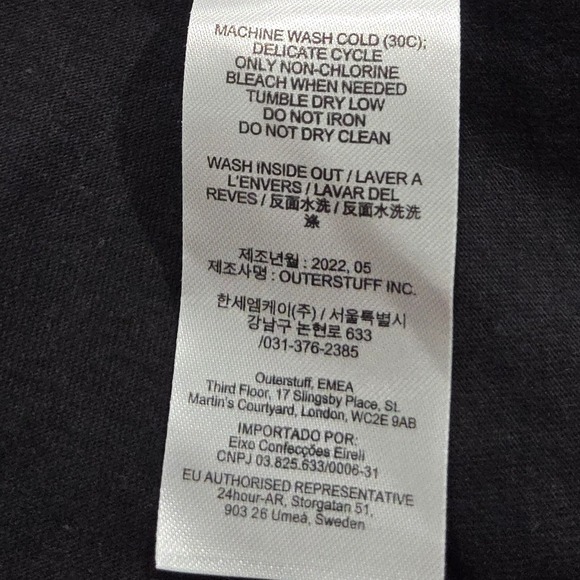 MACHINE WASH COLD (30C);
DELICATE CYCLE
ONLY NON-CHLORINE
BLEACH WHEN NEEDED
TUMBLE DRY LOW
DO NOT IRON
DO NOT DRY CLEAN
WASH INSIDE OUT / LAVER A
L'ENVERS / LAVAR DEL
REVES / 反面水洗 / 反面水洗洗
滌
제조년월 : 2022, 05
제조사명 : OUTERSTUFF INC.
한세엠케이(주) / 서울특별시
강남구 논현로 633
/031-376-2385
Outerstuff, EMEA
Third Floor, 17 Slingsby Place, St.
Martin's Courtyard, London, WC2E 9AB
IMPORTADO POR:
Eixo Confecções Eireli
CNPJ 03.825.633/0006-31
EU AUTHORISED REPRESENTATIVE
24hour-AR, Storgatan 51,
903 26 Umeå, Sweden